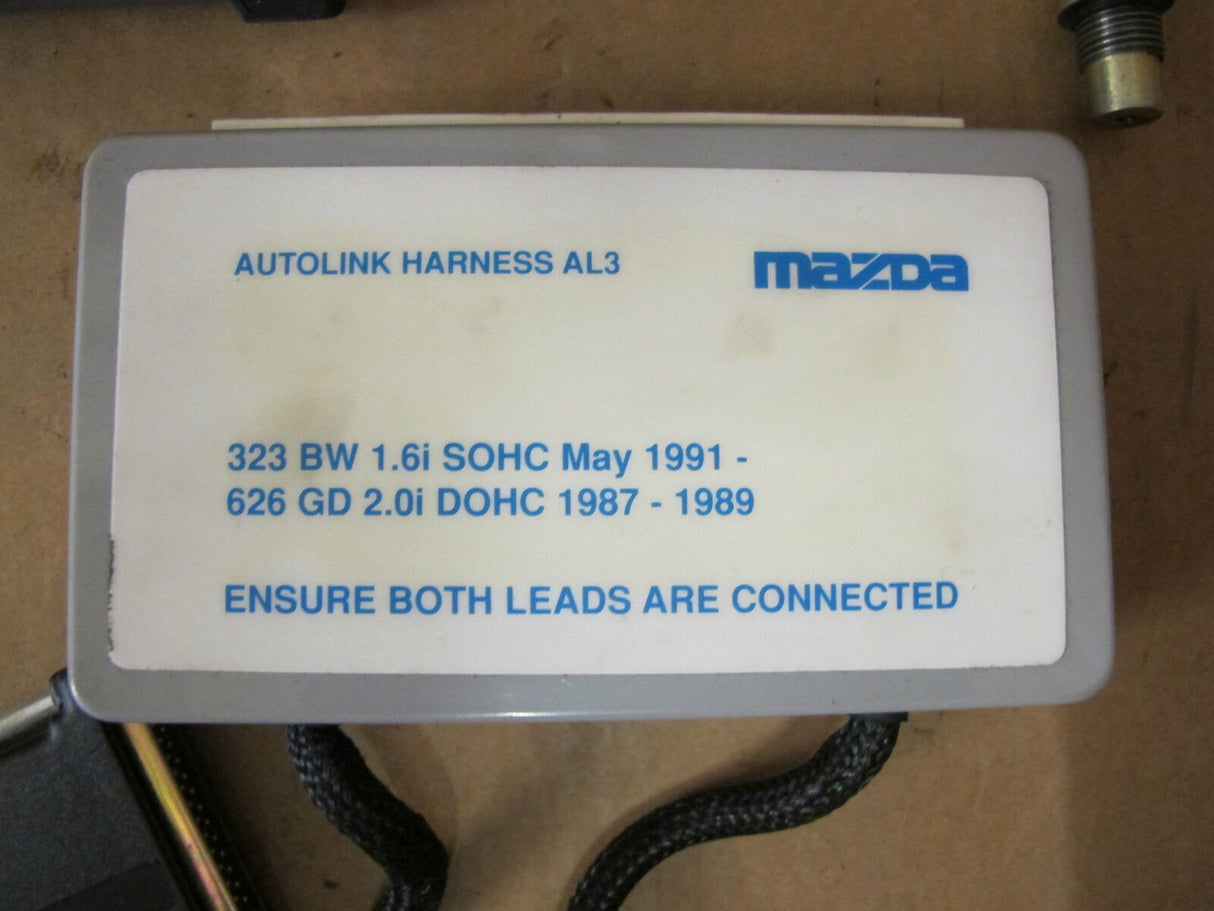 AUTOLINK HARNESS AL3 mazDa
323 BW 1.6i SOHC May 1991 -
626 GD 2.0i DOHC 1987 - 1989
ENSURE BOTH LEADS ARE CONNECTED